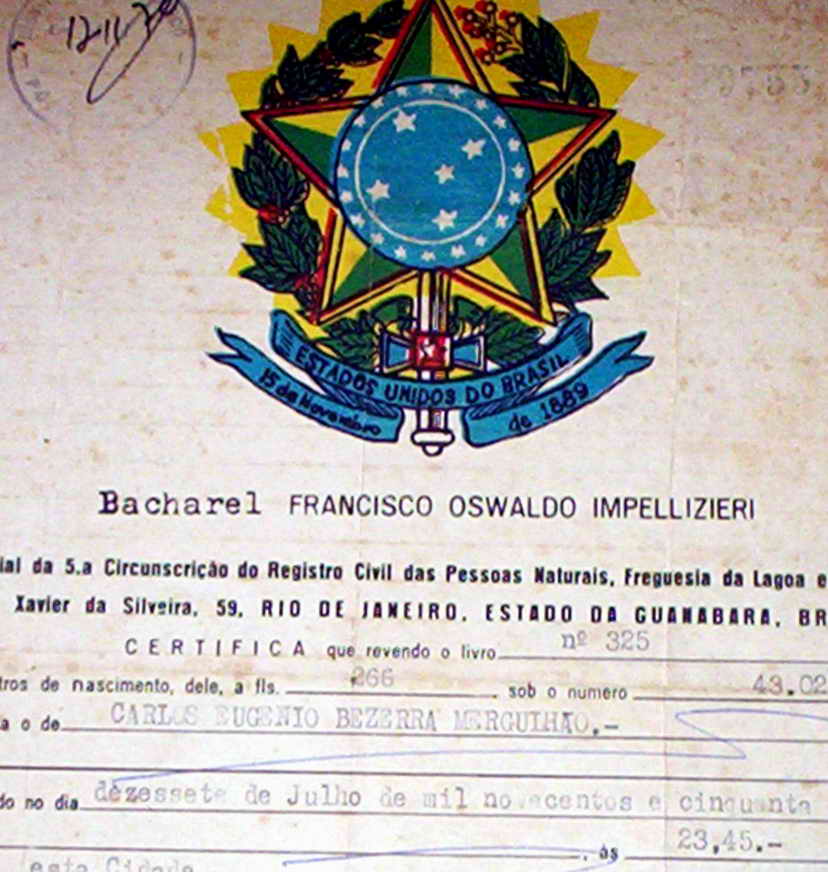 12-11-70
ESTADOS UNIDOS DO BRASIL
15 de Novembro de 1889
Bacharel FRANCISCO OSWALDO IMPELLIZIERI
ial da 5.a Circunscrição do Registro Civil das Pessoas Naturais, Freguesia da Lagoa e
Xavier da Silveira, 59, RIO DE JANEIRO, ESTADO DA GUANABARA, BR
CERTIFICA que revendo o livro nº 325
tros de nascimento, dele, a fls. 266 sob o numero 43.02
a o de CARLOS EUGENIO BEZERRA MERGULHÃO.-
do no dia dezessete de Julho de mil novecentos e cinquenta
, às 23,45.-
esta Cidade